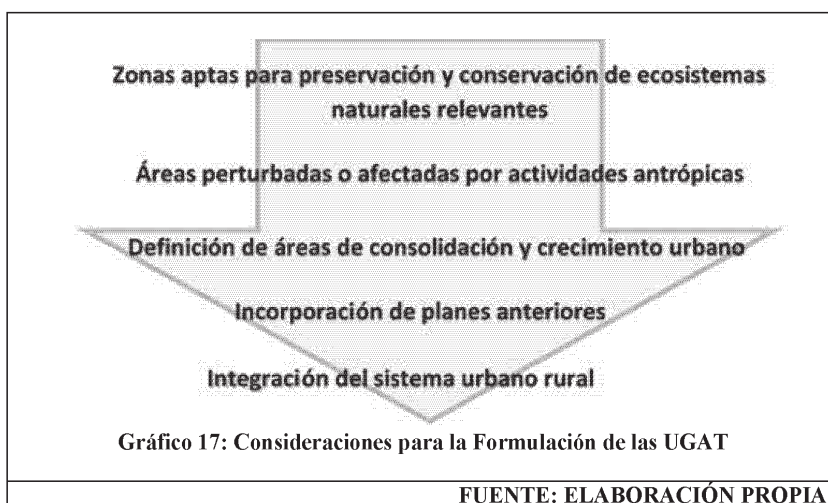 Zonas aptas para preservación y conservación de ecosistemas
naturales relevantes
Áreas perturbadas o afectadas por actividades antrópicas
Definición de áreas de consolidación y crecimiento urbano
Incorporación de planes anteriores
Integración del sistema urbano rural
Gráfico 17: Consideraciones para la Formulación de las UGAT
FUENTE: ELABORACIÓN PROPIA